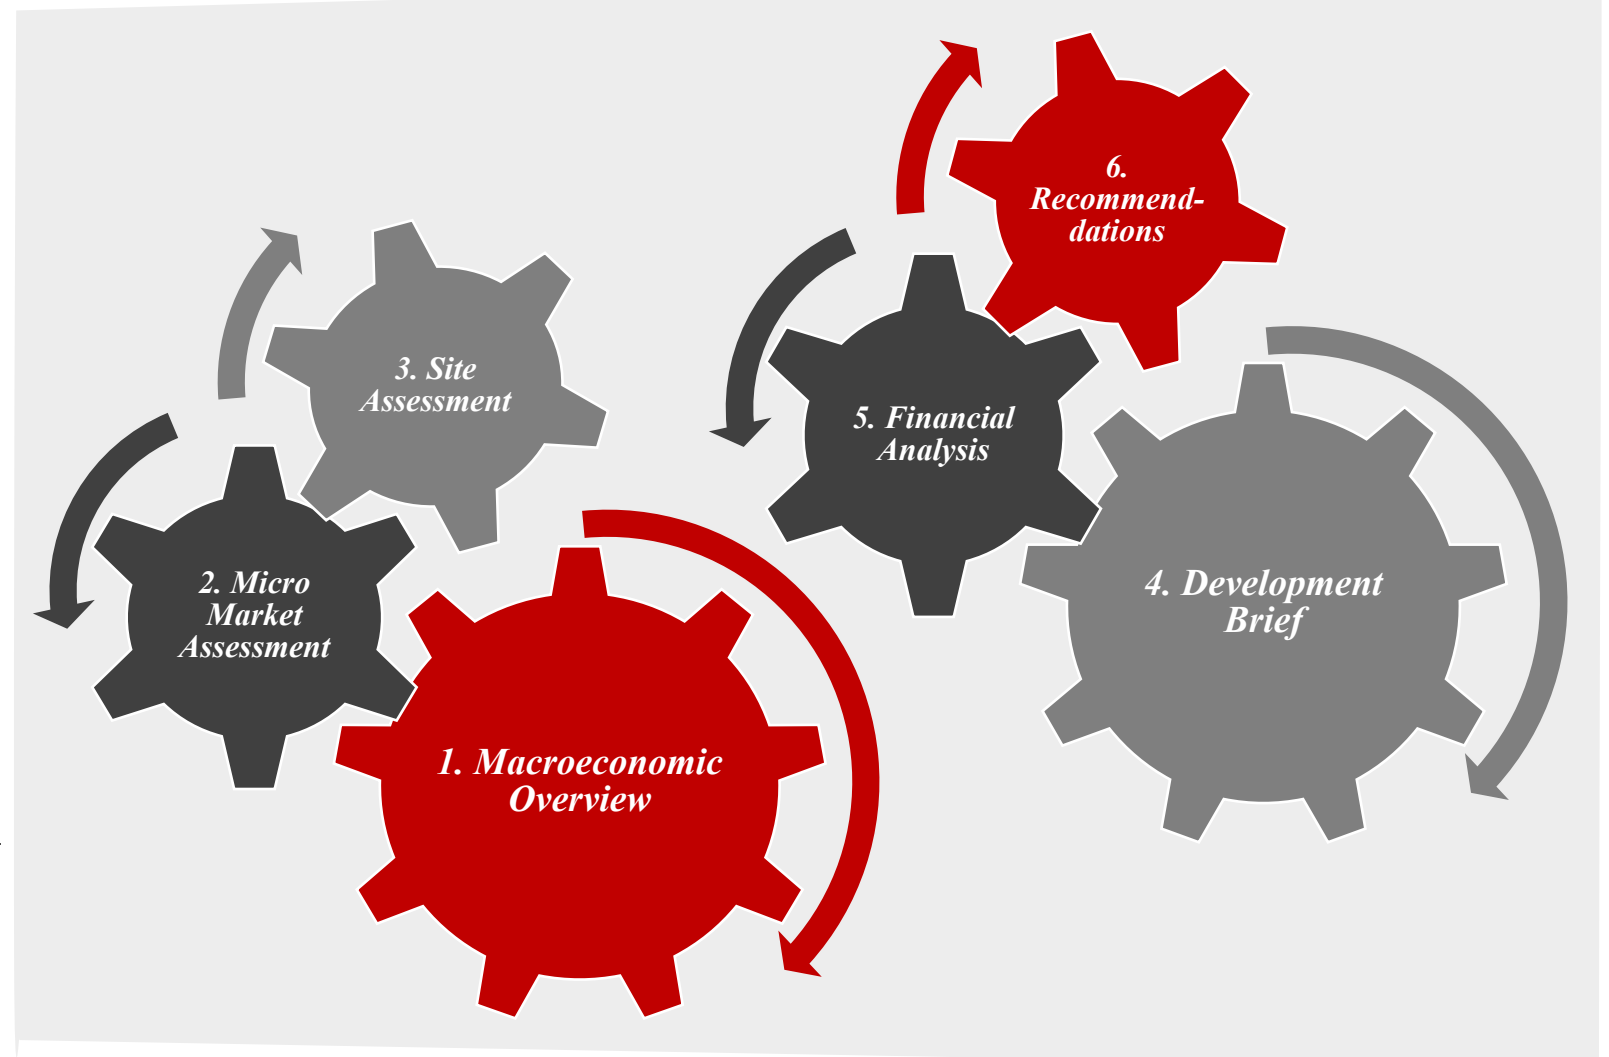 1. Macroeconomic
Overview
2. Micro
Market
Assessment
3. Site
Assessment
4. Development
Brief
5. Financial
Analysis
6.
Recommend-
dations